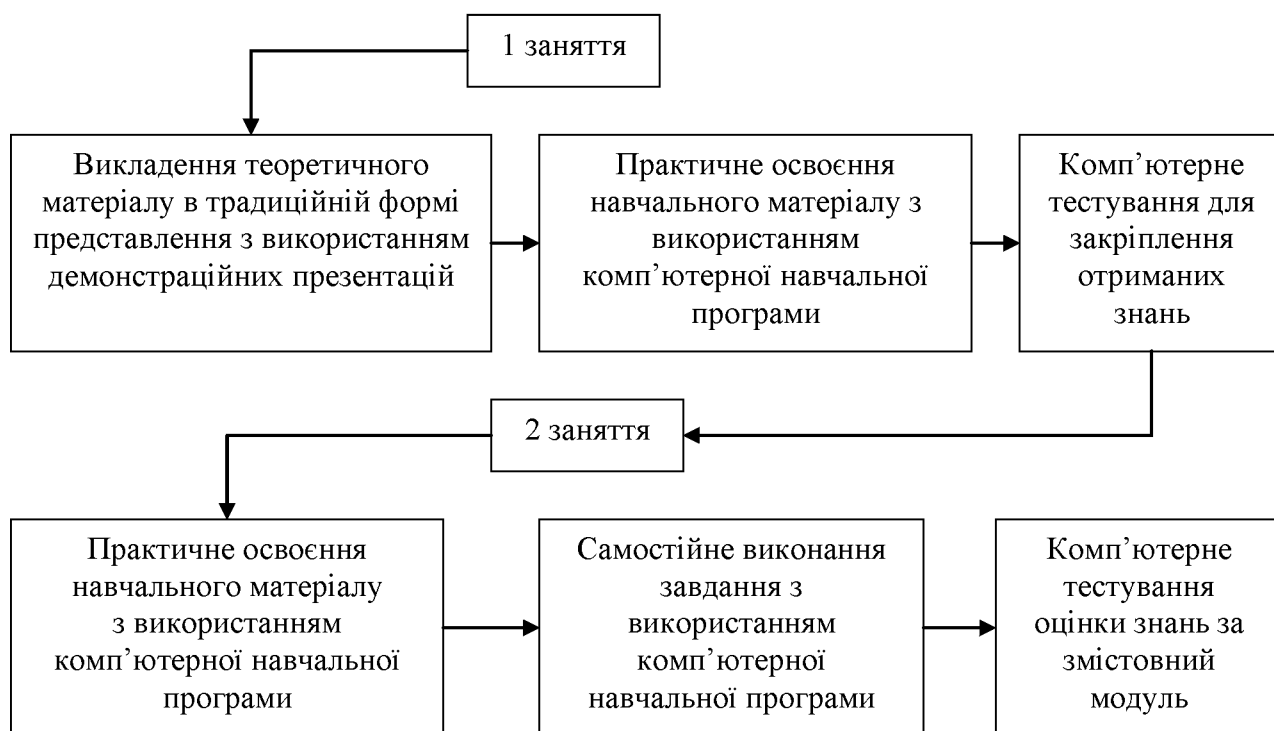 1 заняття
Викладення теоретичного
матеріалу в традиційній формі
представлення з використанням
демонстраційних презентацій
Практичне освоєння
навчального матеріалу з
використанням
комп’ютерної навчальної
програми
Комп’ютерне
тестування для
закріплення
отриманих
знань
2 заняття
Практичне освоєння
навчального матеріалу
з використанням
комп’ютерної навчальної
програми
Самостійне виконання
завдання з
використанням
комп’ютерної
навчальної програми
Комп’ютерне
тестування
оцінки знань за
змістовний
модуль